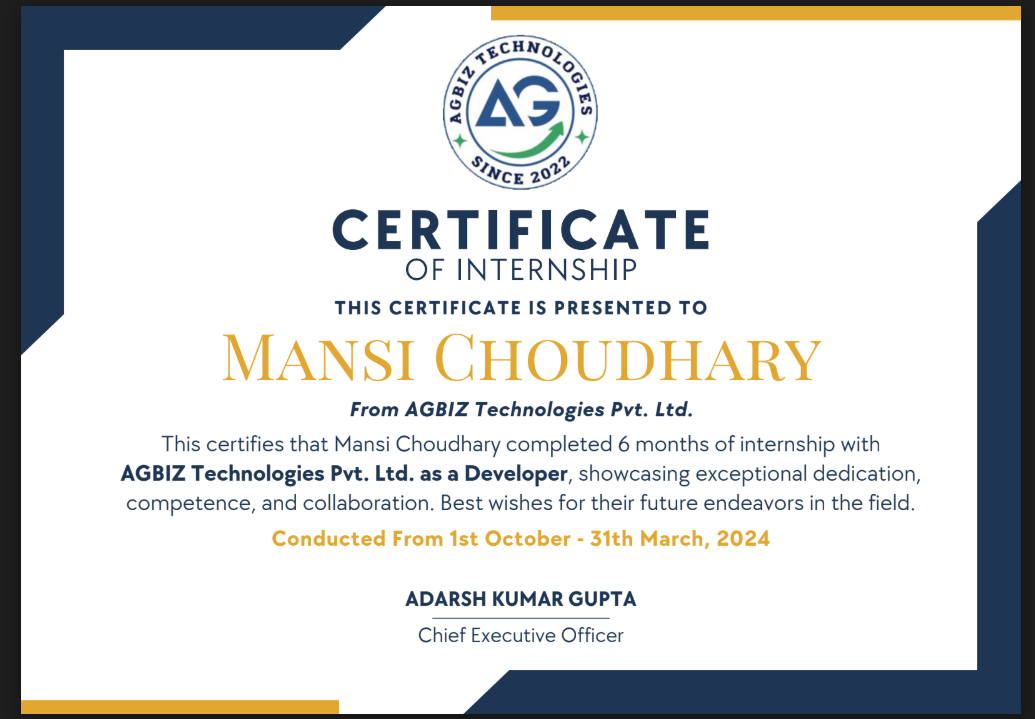 AGBIZ TECHNOLOGIES
AG
SINCE 2022
CERTIFICATE
OF INTERNSHIP
THIS CERTIFICATE IS PRESENTED TO
MANSI CHOUDHARY
From AGBIZ Technologies Pvt. Ltd.
This certifies that Mansi Choudhary completed 6 months of internship with
AGBIZ Technologies Pvt. Ltd. as a Developer, showcasing exceptional dedication,
competence, and collaboration. Best wishes for their future endeavors in the field.
Conducted From 1st October - 31th March, 2024
ADARSH KUMAR GUPTA
Chief Executive Officer